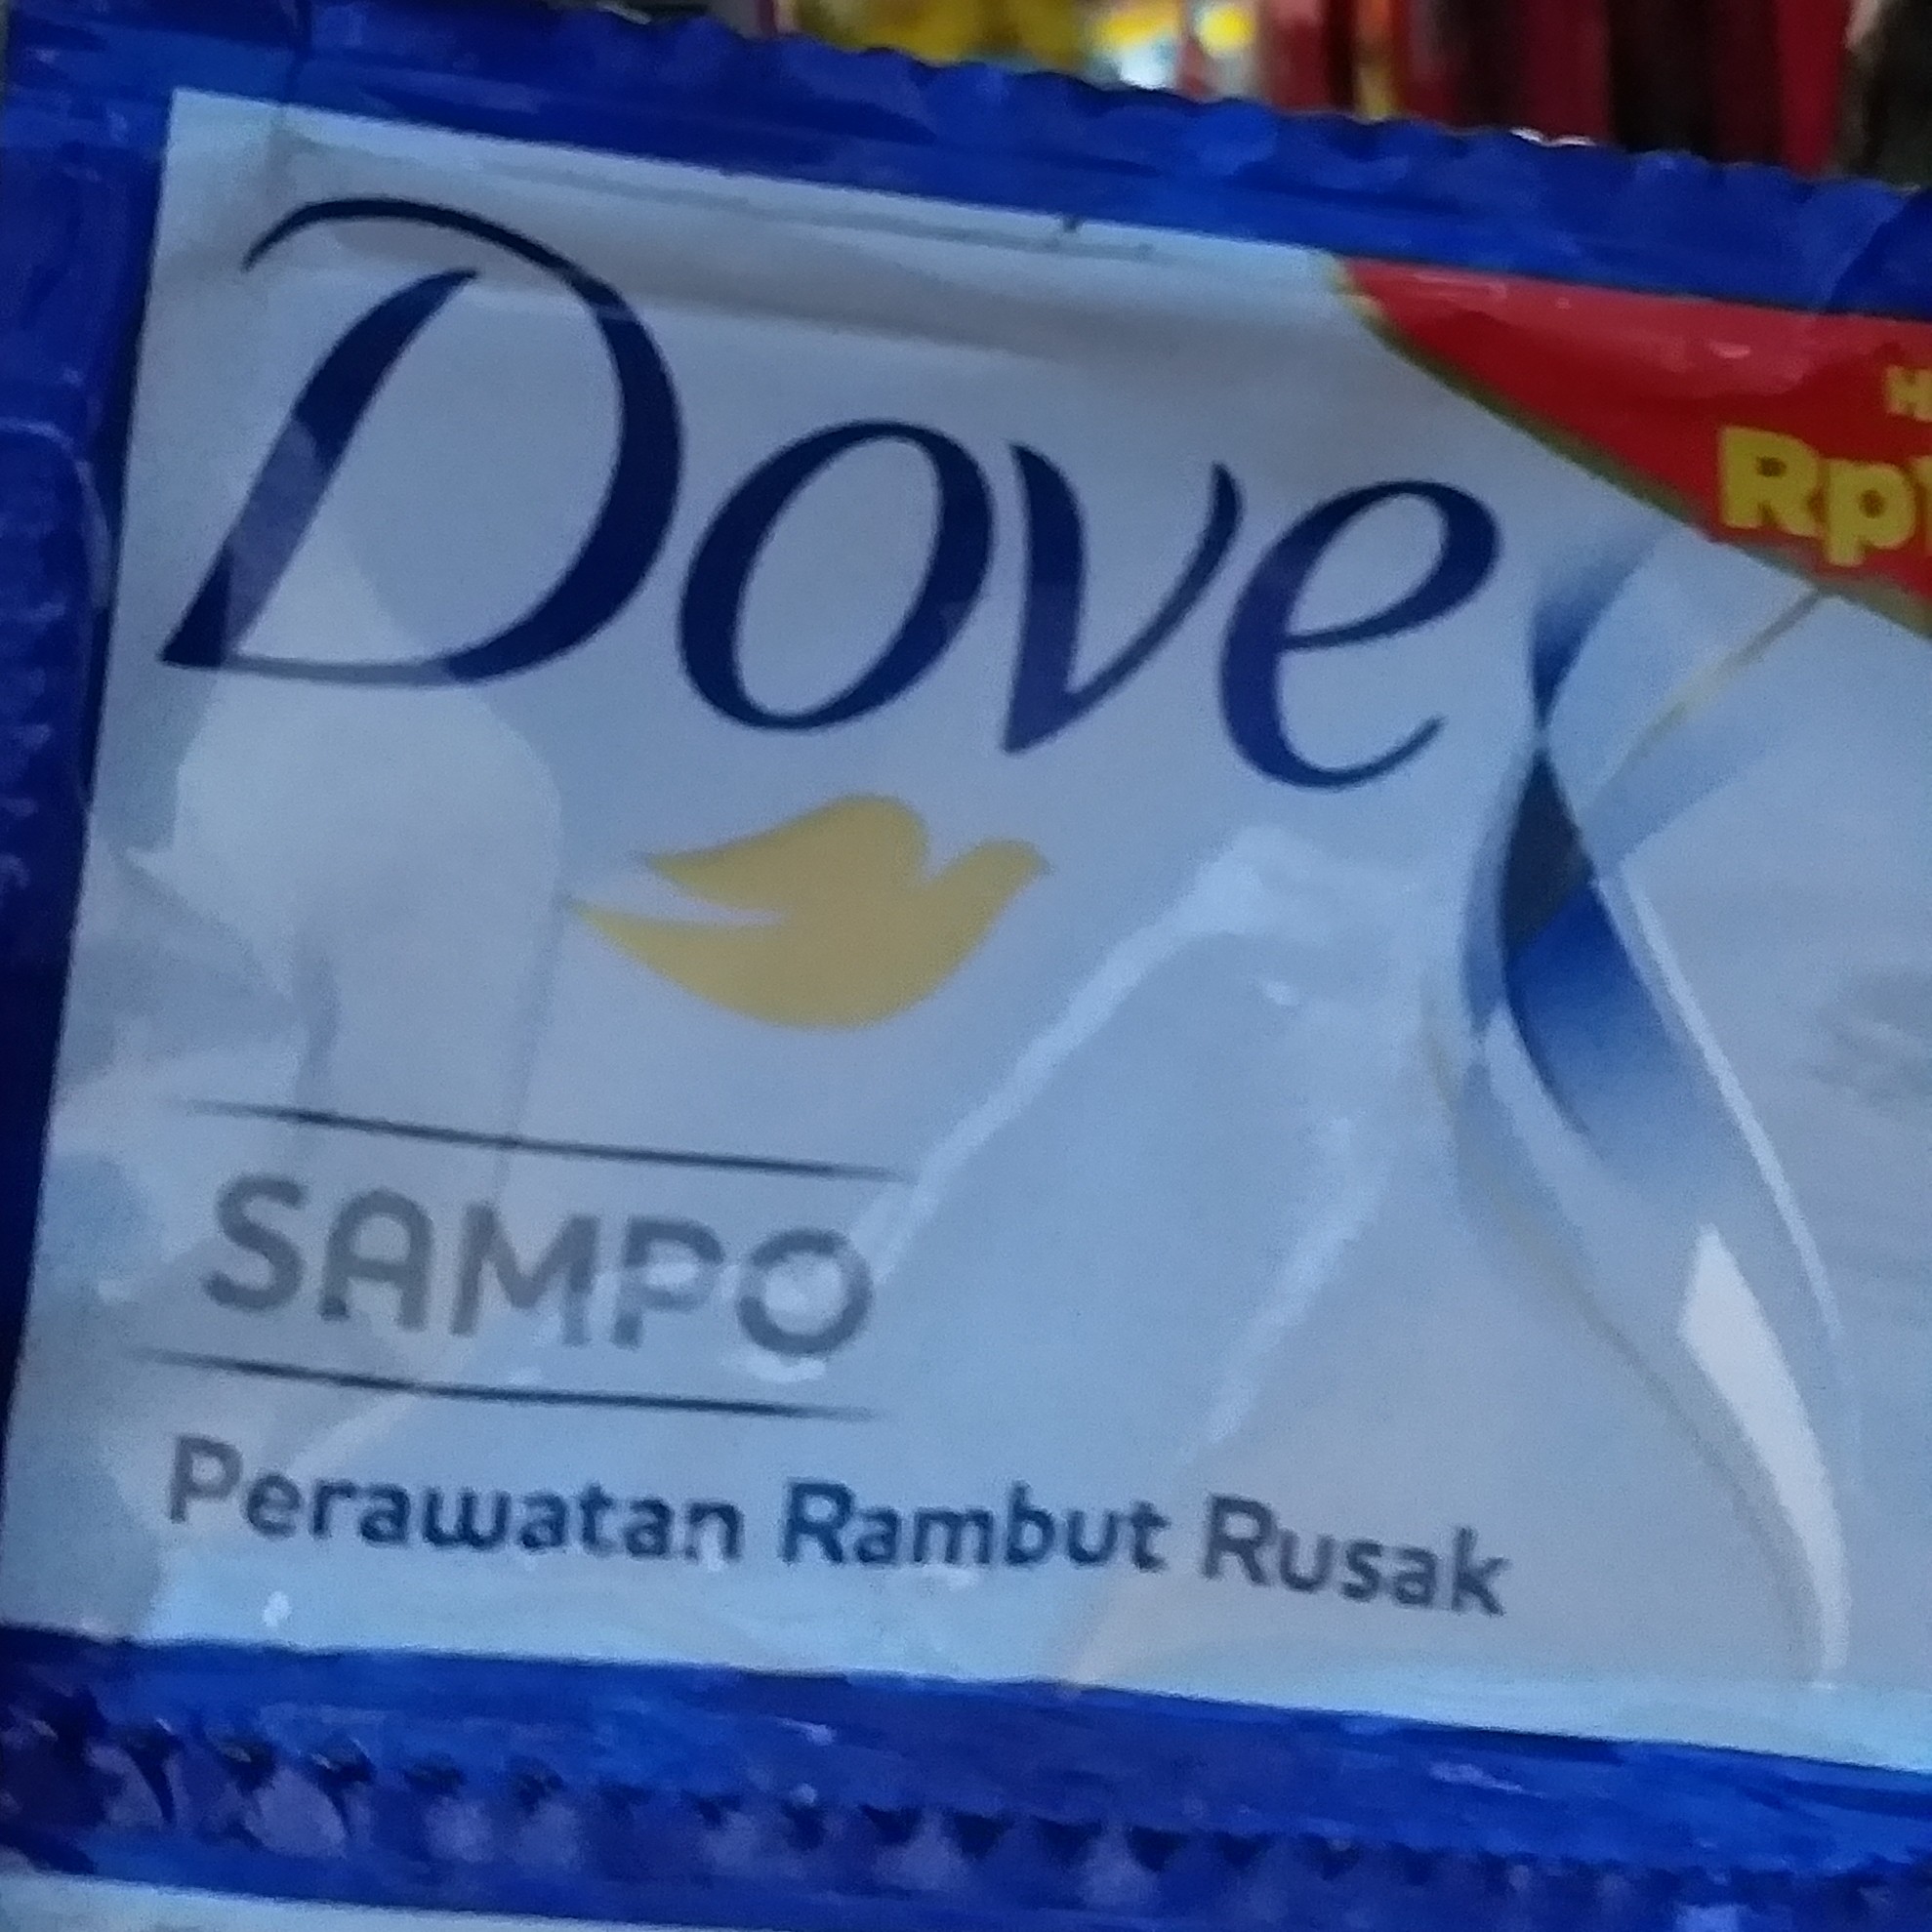 Dove
Rp
SAMPO
Perawatan Rambut Rusak